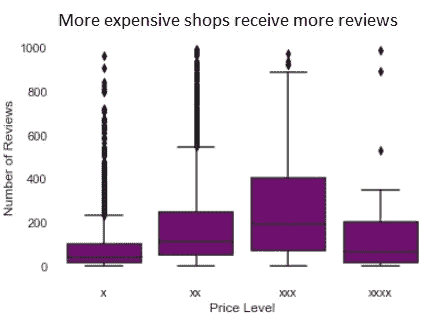 More expensive shops receive more reviews
1000
800
600
400
200
0
Number of Reviews
x xx xxx xxxx
Price Level